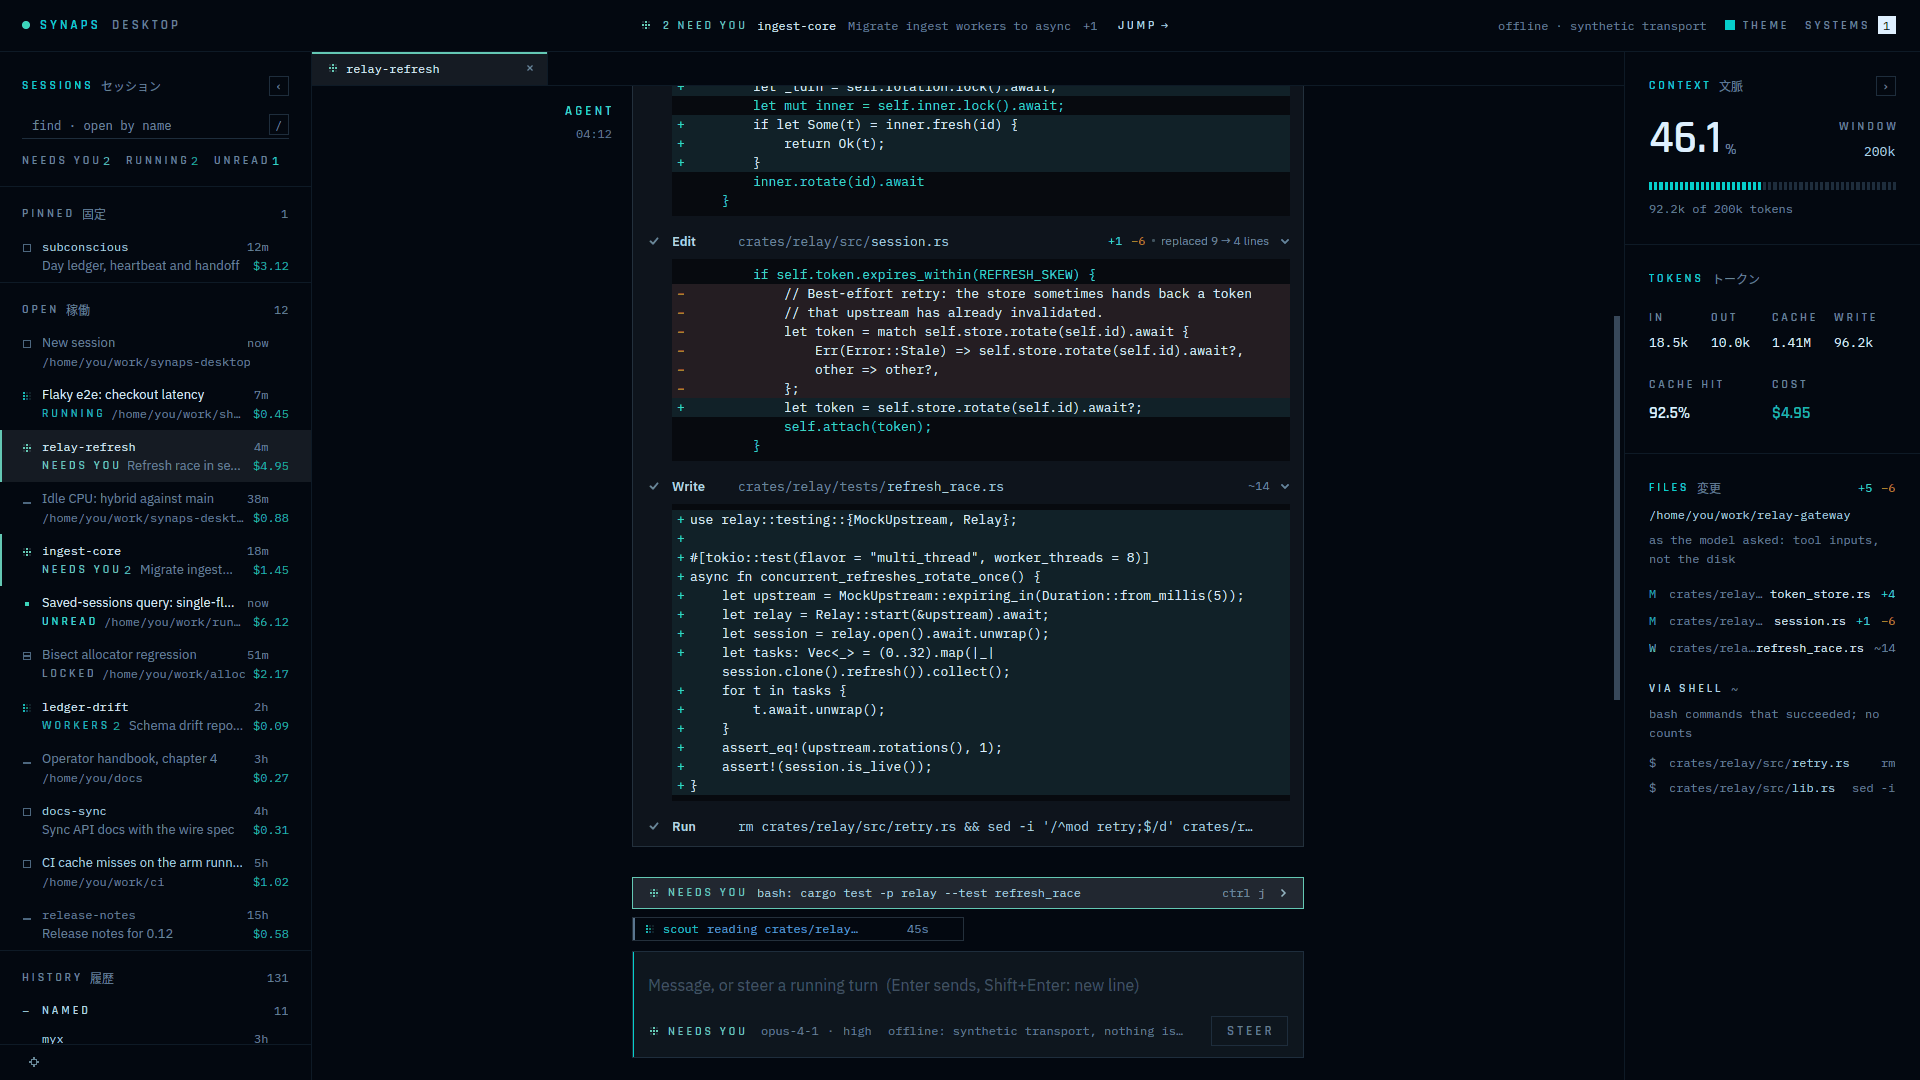 SYNAPS DESKTOP
2 NEED YOU ingest-core Migrate ingest workers to async +1 JUMP →
offline · synthetic transport THEME SYSTEMS 1
SESSIONS セッション ‹
find · open by name /
NEEDS YOU 2 RUNNING 2 UNREAD 1
PINNED 固定 1
subconscious 12m
Day ledger, heartbeat and handoff $3.12
OPEN 稼働 12
New session now
/home/you/work/synaps-desktop
Flaky e2e: checkout latency 7m
RUNNING /home/you/work/sh… $0.45
relay-refresh 4m
NEEDS YOU Refresh race in se… $4.95
Idle CPU: hybrid against main 38m
/home/you/work/synaps-deskt… $0.88
ingest-core 18m
NEEDS YOU 2 Migrate ingest… $1.45
Saved-sessions query: single-fl… now
UNREAD /home/you/work/run… $6.12
Bisect allocator regression 51m
LOCKED /home/you/work/alloc $2.17
ledger-drift 2h
WORKERS 2 Schema drift repo… $0.09
Operator handbook, chapter 4 3h
/home/you/docs $0.27
docs-sync 4h
Sync API docs with the wire spec $0.31
CI cache misses on the arm runn… 5h
/home/you/work/ci $1.02
release-notes 15h
Release notes for 0.12 $0.58
HISTORY 履歴 131
– NAMED 11
myx 3h
relay-refresh ×
AGENT
04:12
+ let _turn = self.rotation.lock().await;
let mut inner = self.inner.lock().await;
+ if let Some(t) = inner.fresh(id) {
+ return Ok(t);
+ }
inner.rotate(id).await
}
Edit crates/relay/src/session.rs +1 −6 • replaced 9 → 4 lines
if self.token.expires_within(REFRESH_SKEW) {
− // Best-effort retry: the store sometimes hands back a token
− // that upstream has already invalidated.
− let token = match self.store.rotate(self.id).await {
− Err(Error::Stale) => self.store.rotate(self.id).await?,
− other => other?,
− };
+ let token = self.store.rotate(self.id).await?;
self.attach(token);
}
Write crates/relay/tests/refresh_race.rs ~14
+ use relay::testing::{MockUpstream, Relay};
+
+ #[tokio::test(flavor = "multi_thread", worker_threads = 8)]
+ async fn concurrent_refreshes_rotate_once() {
+ let upstream = MockUpstream::expiring_in(Duration::from_millis(5));
+ let relay = Relay::start(&upstream).await;
+ let session = relay.open().await.unwrap();
+ let tasks: Vec<_> = (0..32).map(|_|
session.clone().refresh()).collect();
+ for t in tasks {
+ t.await.unwrap();
+ }
+ assert_eq!(upstream.rotations(), 1);
+ assert!(session.is_live());
+ }
Run rm crates/relay/src/retry.rs && sed -i '/^mod retry;$/d' crates/r…
NEEDS YOU bash: cargo test -p relay --test refresh_race ctrl j ›
scout reading crates/relay… 45s
Message, or steer a running turn (Enter sends, Shift+Enter: new line)
NEEDS YOU opus-4-1 · high offline: synthetic transport, nothing is… STEER
CONTEXT 文脈 ›
46.1 % WINDOW
200k
92.2k of 200k tokens
TOKENS トークン
IN OUT CACHE WRITE
18.5k 10.0k 1.41M 96.2k
CACHE HIT COST
92.5% $4.95
FILES 変更 +5 −6
/home/you/work/relay-gateway
as the model asked: tool inputs,
not the disk
M crates/relay… token_store.rs +4
M crates/relay… session.rs +1 −6
W crates/rela…refresh_race.rs ~14
VIA SHELL ~
bash commands that succeeded; no
counts
$ crates/relay/src/retry.rs rm
$ crates/relay/src/lib.rs sed -i